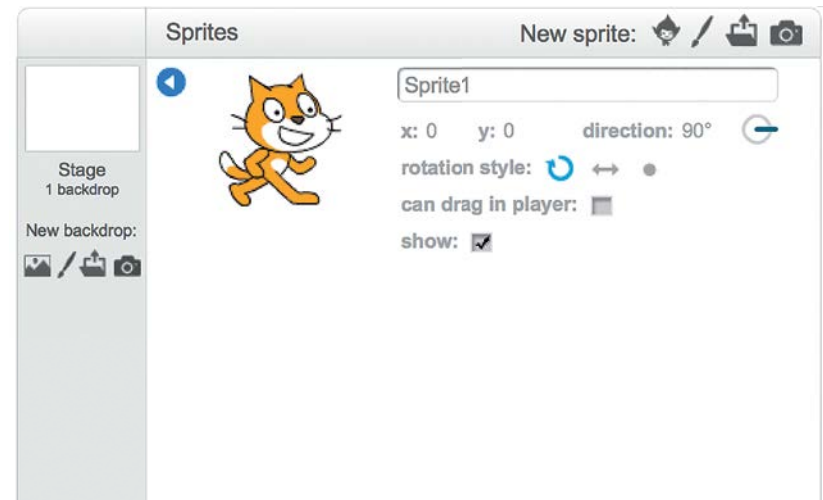 Sprites
New sprite:
Sprite1
x: 0 y: 0 direction: 90°
rotation style:
can drag in player:
show:
Stage
1 backdrop
New backdrop: